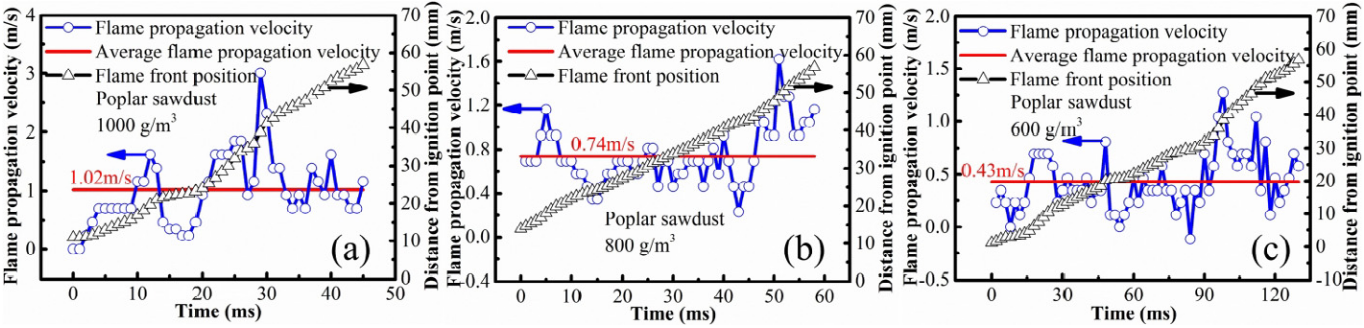 Flame propagation velocity (m/s)
4
3
2
1
0
Flame propagation velocity
Average flame propagation velocity
Flame front position
Poplar sawdust
1000 g/m³
1.02m/s
(a)
0 10 20 30 40 50
Time (ms)
70
60
50
40
30
20
10
0
Distance from ignition point (mm)
Flame propagation velocity (m/s)
2.0
1.6
1.2
0.8
0.4
0.0
-0.4
Flame propagation velocity
Average flame propagation velocity
Flame front position
0.74m/s
Poplar sawdust
800 g/m³
(b)
0 10 20 30 40 50 60
Time (ms)
70
60
50
40
30
20
10
0
Distance from ignition point (mm)
Flame propagation velocity (m/s)
2.0
1.5
1.0
0.5
0.0
-0.5
Flame propagation velocity
Average flame propagation velocity
Flame front position
Poplar sawdust
600 g/m³
0.43m/s
(c)
0 30 60 90 120
Time (ms)
70
60
50
40
30
20
10
0
-10
Distance from ignition point (mm)